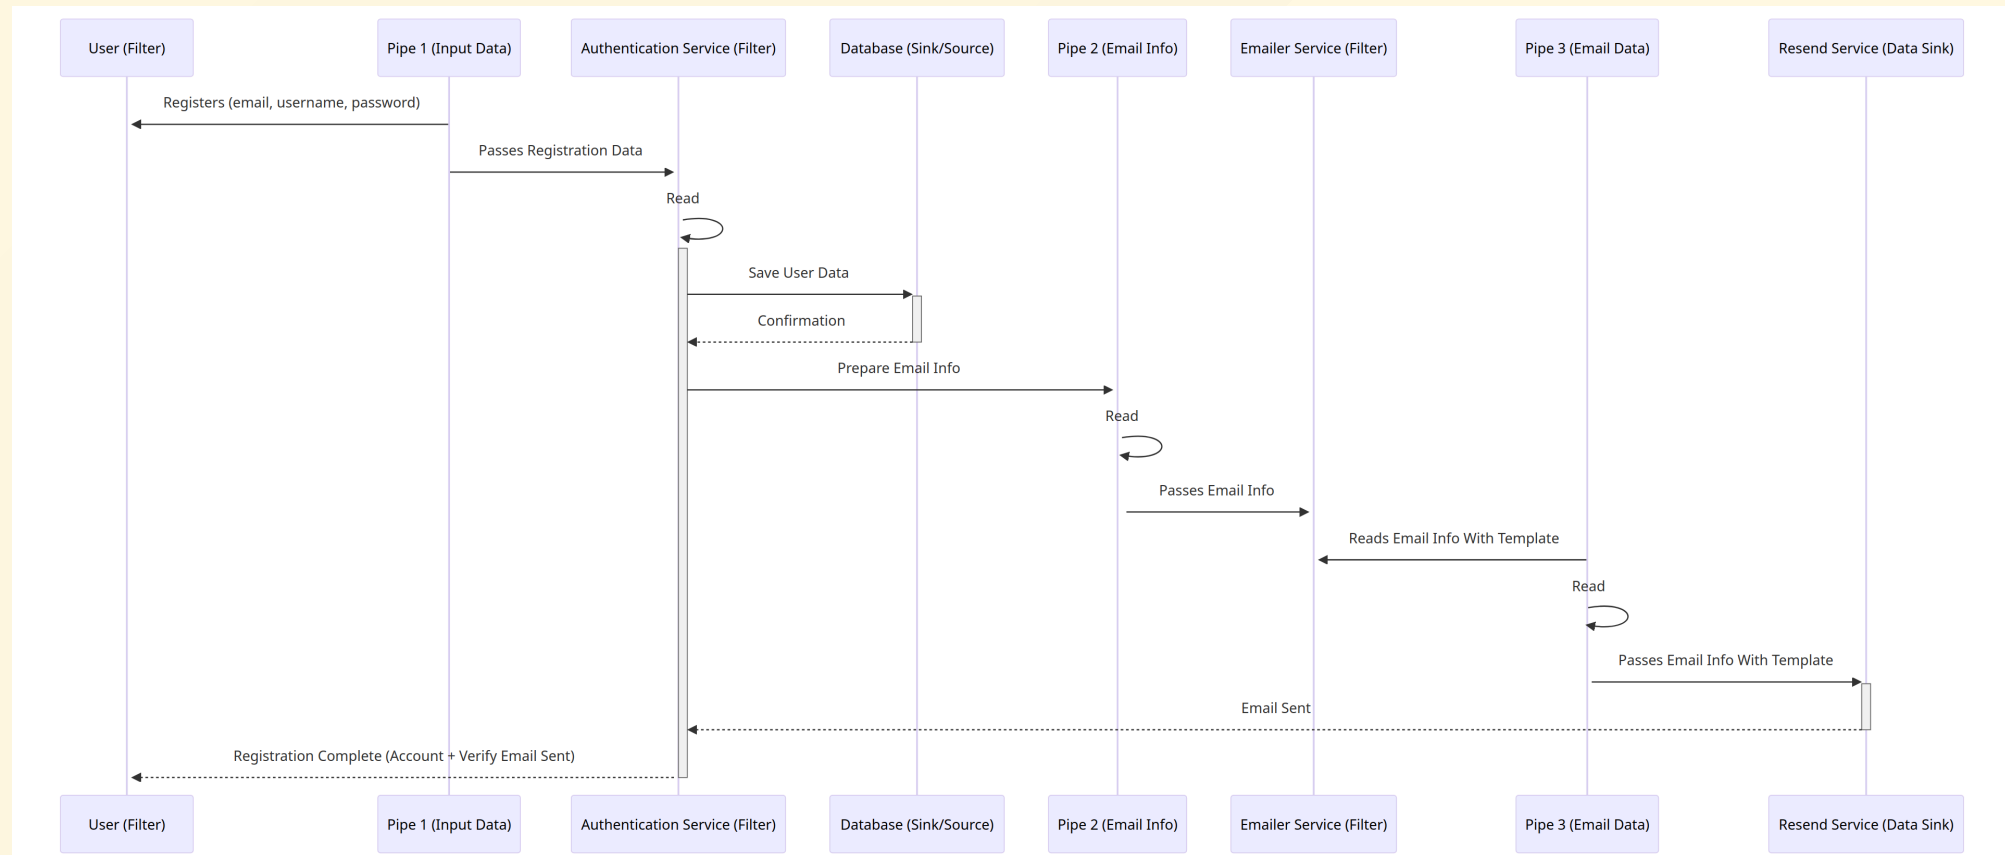 User (Filter)
Pipe 1 (Input Data)
Authentication Service (Filter)
Database (Sink/Source)
Pipe 2 (Email Info)
Emailer Service (Filter)
Pipe 3 (Email Data)
Resend Service (Data Sink)
Registers (email, username, password)
Passes Registration Data
Read
Save User Data
Confirmation
Prepare Email Info
Read
Passes Email Info
Reads Email Info With Template
Read
Passes Email Info With Template
Email Sent
Registration Complete (Account + Verify Email Sent)
User (Filter)
Pipe 1 (Input Data)
Authentication Service (Filter)
Database (Sink/Source)
Pipe 2 (Email Info)
Emailer Service (Filter)
Pipe 3 (Email Data)
Resend Service (Data Sink)